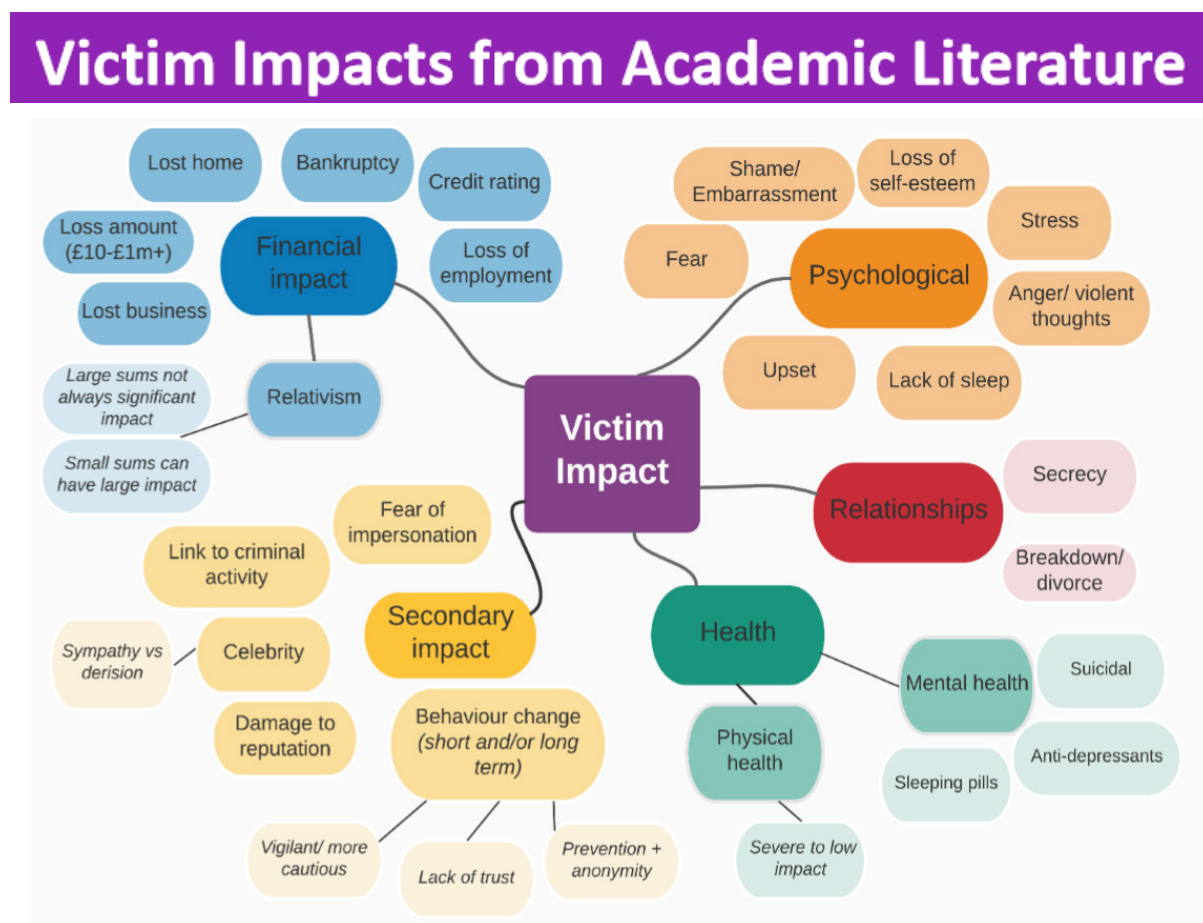 Victim Impacts from Academic Literature
Lost home
Bankruptcy
Credit rating
Loss amount
(£10-£1m+)
Financial
impact
Loss of
employment
Lost business
Large sums not
always significant
impact
Relativism
Small sums can
have large impact
Shame/
Embarrassment
Loss of
self-esteem
Stress
Fear
Psychological
Anger/ violent
thoughts
Upset
Lack of sleep
Victim
Impact
Relationships
Secrecy
Breakdown/
divorce
Fear of
impersonation
Link to criminal
activity
Secondary
impact
Sympathy vs
derision
Celebrity
Damage to
reputation
Behaviour change
(short and/or long
term)
Vigilant/ more
cautious
Lack of trust
Prevention +
anonymity
Health
Mental health
Suicidal
Anti-depressants
Sleeping pills
Physical
health
Severe to low
impact